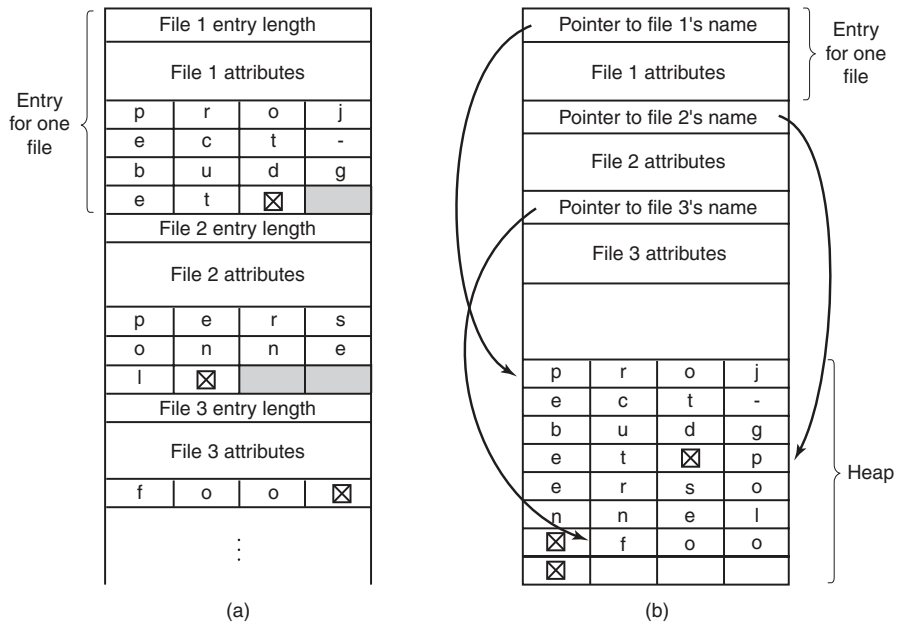 File 1 entry length
File 1 attributes
p r o j
e c t -
b u d g
e t
File 2 entry length
File 2 attributes
p e r s
o n n e
l
File 3 entry length
File 3 attributes
f o o
Entry
for one
file
(a)
Pointer to file 1's name
File 1 attributes
Pointer to file 2's name
File 2 attributes
Pointer to file 3's name
File 3 attributes
p r o j
e c t -
b u d g
e t p
e r s o
n n e l
f o o
Entry
for one
file
Heap
(b)